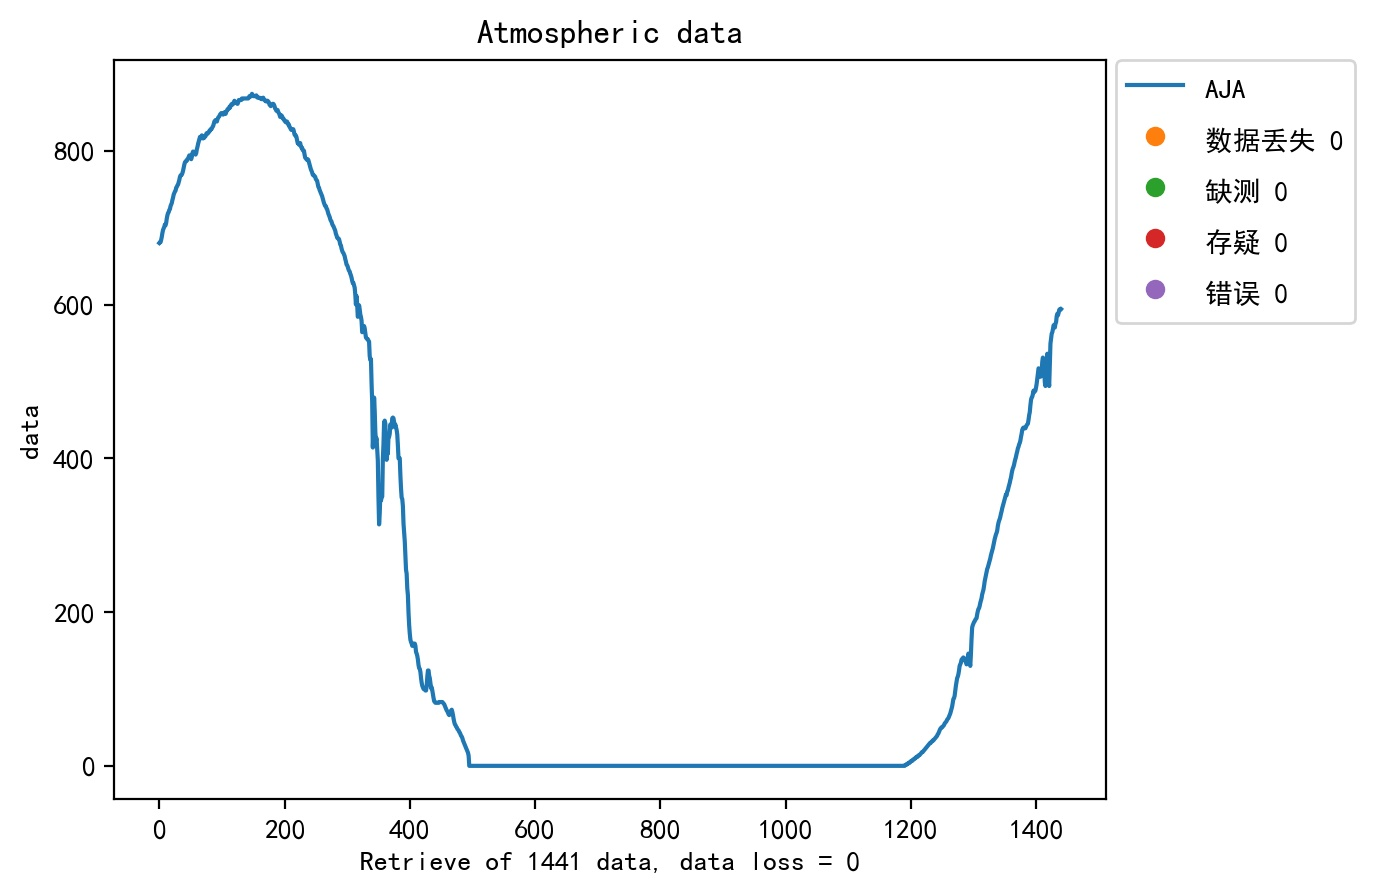 Atmospheric data
AJA
数据丢失 0
缺测 0
存疑 0
错误 0
data
800
600
400
200
0
0 200 400 600 800 1000 1200 1400
Retrieve of 1441 data, data loss = 0